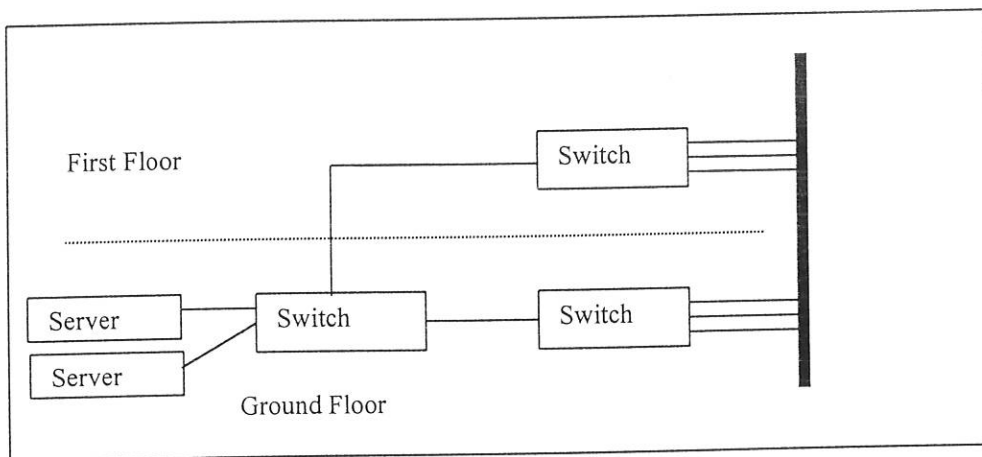 First Floor
Switch
Server
Switch
Switch
Server
Ground Floor